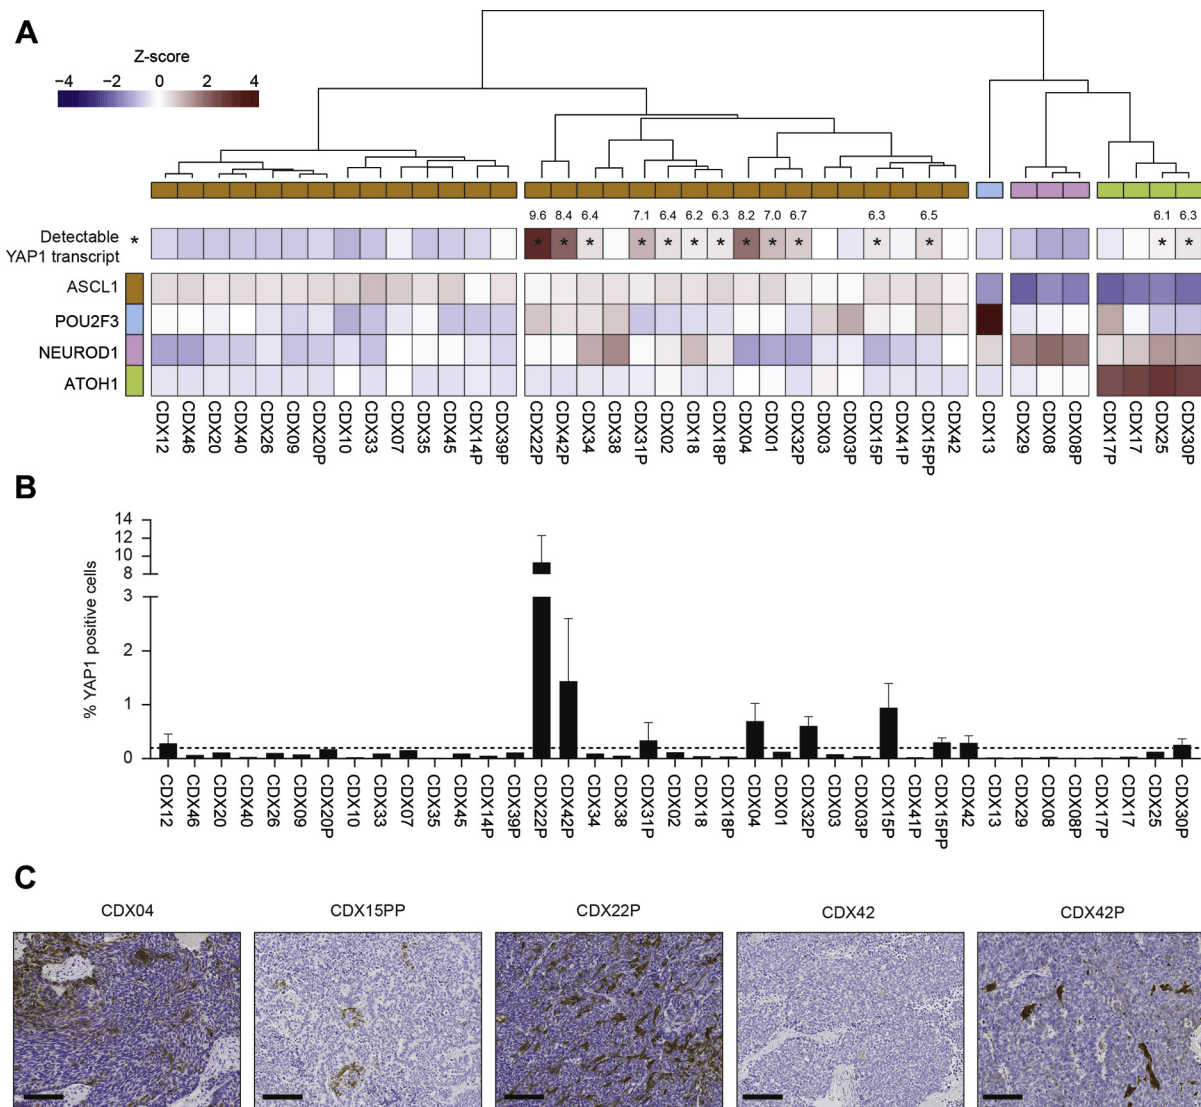 A
Z-score
−4 −2 0 2 4
9.6 8.4 6.4 7.1 6.4 6.2 6.3 8.2 7.0 6.7 6.3 6.5 6.1 6.3
Detectable *
YAP1 transcript
* * * * * * * * * * * * * *
ASCL1
POU2F3
NEUROD1
ATOH1
CDX12 CDX46 CDX20 CDX40 CDX26 CDX09 CDX20P CDX10 CDX33 CDX07 CDX35 CDX45 CDX14P CDX39P CDX22P CDX42P CDX34 CDX38 CDX31P CDX02 CDX18 CDX18P CDX04 CDX01 CDX32P CDX03 CDX03P CDX15P CDX41P CDX15PP CDX42 CDX13 CDX29 CDX08 CDX08P CDX17P CDX17 CDX25 CDX30P
B
% YAP1 positive cells
14
12
10
8
3
2
1
0
CDX12 CDX46 CDX20 CDX40 CDX26 CDX09 CDX20P CDX10 CDX33 CDX07 CDX35 CDX45 CDX14P CDX39P CDX22P CDX42P CDX34 CDX38 CDX31P CDX02 CDX18 CDX18P CDX04 CDX01 CDX32P CDX03 CDX03P CDX15P CDX41P CDX15PP CDX42 CDX13 CDX29 CDX08 CDX08P CDX17P CDX17 CDX25 CDX30P
C
CDX04 CDX15PP CDX22P CDX42 CDX42P